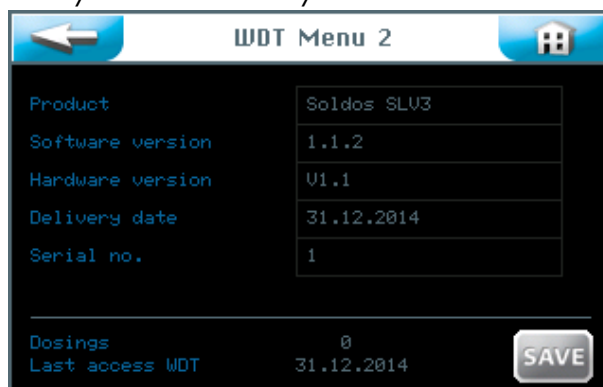 WDT Menu 2
Product Soldos SLV3
Software version 1.1.2
Hardware version V1.1
Delivery date 31.12.2014
Serial no. 1
Dosings 0
Last access WDT 31.12.2014
SAVE